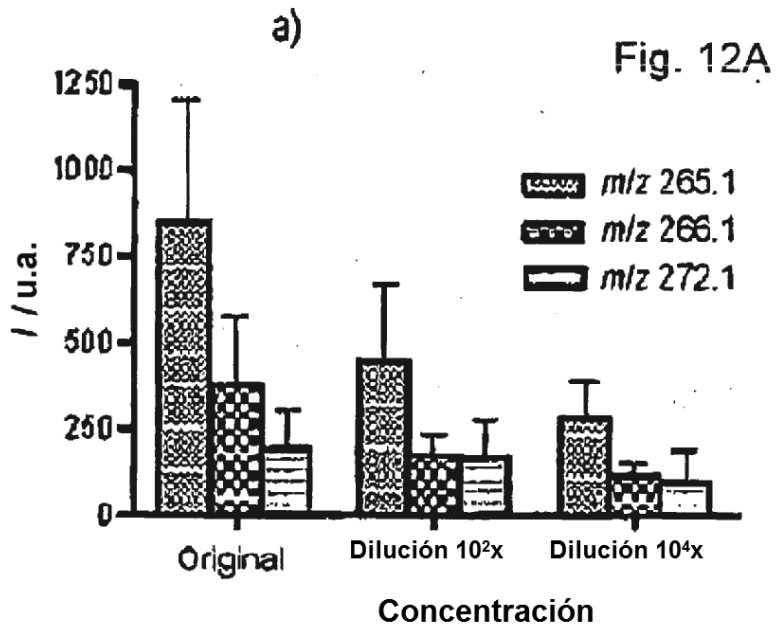 a)
Fig. 12A
1250
1000
750
500
250
0
I / u.a.
m/z 265.1
m/z 266.1
m/z 272.1
Original
Dilución 10²x
Dilución 10⁴x
Concentración